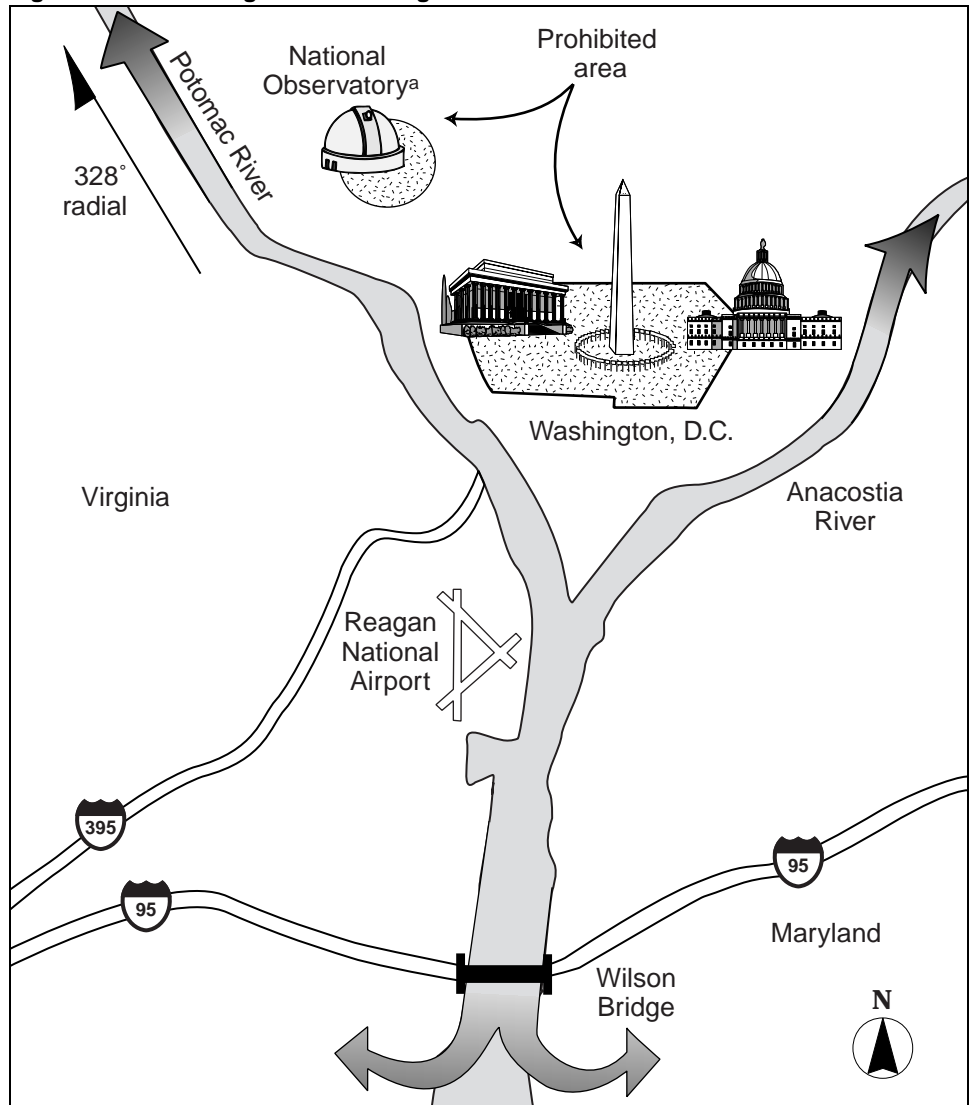 Prohibited
area
National
Observatorya
Potomac River
328°
radial
Washington, D.C.
Virginia
Anacostia
River
Reagan
National
Airport
395
95
95
Maryland
Wilson
Bridge
N